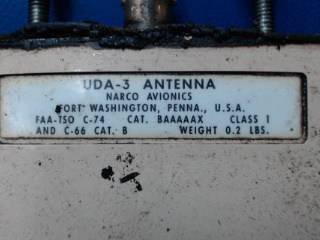 UDA-3 ANTENNA
NARCO AVIONICS
FORT WASHINGTON, PENNA., U.S.A.
FAA-TSO C-74 CAT. BAAAAAX CLASS 1
AND C-66 CAT. B WEIGHT 0.2 LBS.